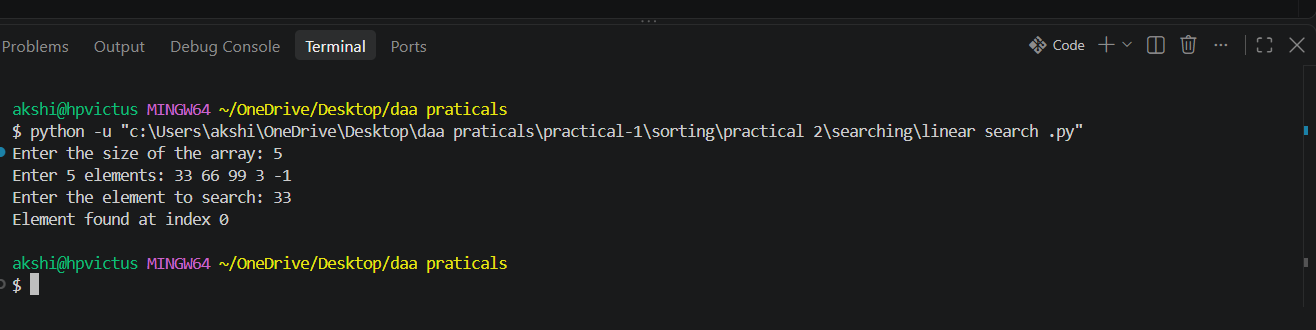 Problems Output Debug Console Terminal Ports Code
akshi@hpvictus MINGW64 ~/OneDrive/Desktop/daa praticals
$ python -u "c:\Users\akshi\OneDrive\Desktop\daa praticals\practical-1\sorting\practical 2\searching\linear search .py"
Enter the size of the array: 5
Enter 5 elements: 33 66 99 3 -1
Enter the element to search: 33
Element found at index 0
akshi@hpvictus MINGW64 ~/OneDrive/Desktop/daa praticals
$